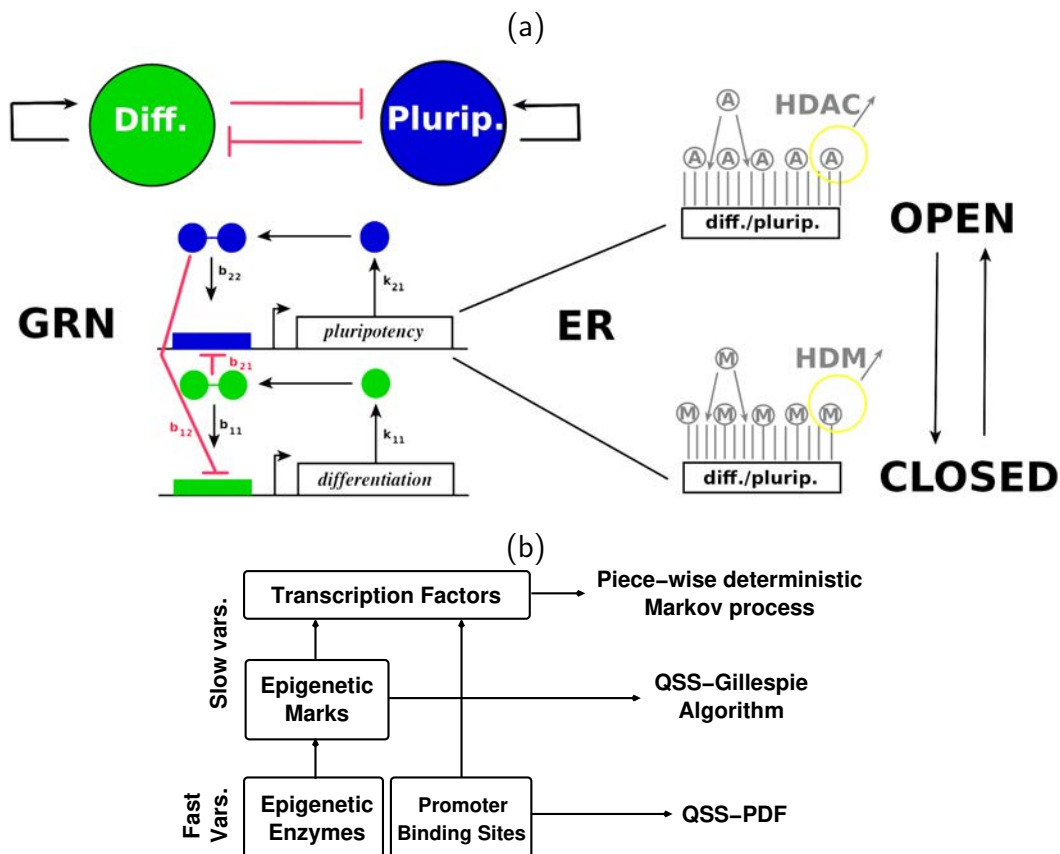 (a)
Diff.
Plurip.
GRN
b22
k21
pluripotency
b21
b12
b11
k11
differentiation
ER
A
HDAC
A A A A A
diff./plurip.
OPEN
M
HDM
M M M M M
diff./plurip.
CLOSED
(b)
Slow vars.
Transcription Factors
Piece−wise deterministic
Markov process
Epigenetic
Marks
QSS−Gillespie
Algorithm
Fast
Vars.
Epigenetic
Enzymes
Promoter
Binding Sites
QSS−PDF